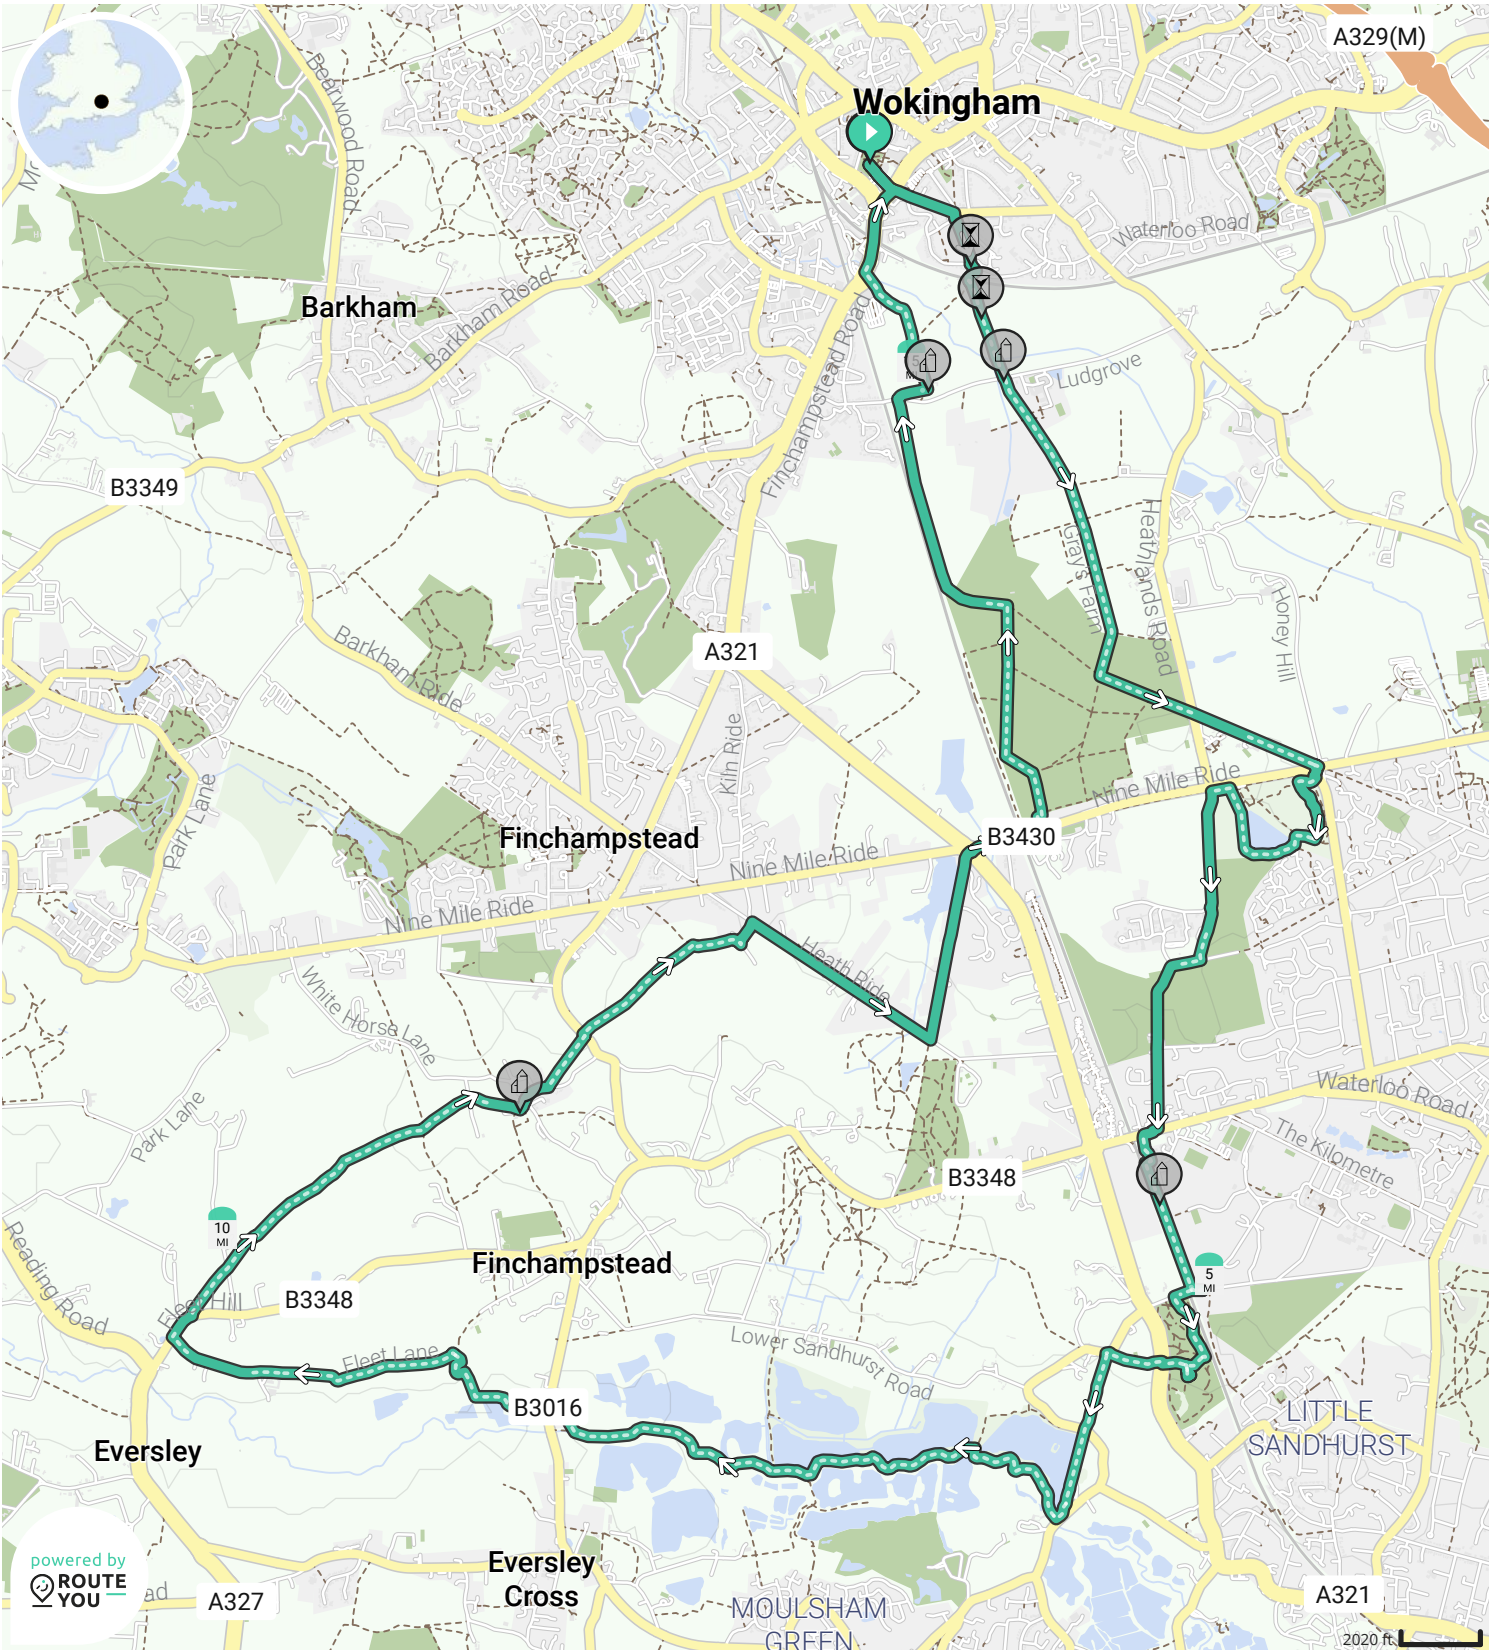 A329(M)
Wokingham
Bearwood Road
Waterloo Road
Barkham
Barkham Road
Finchampstead Road
Ludgrove
5
B3349
Heathlands Road
Gray's Farm
Honey Hill
Barkham Ride
A321
Kiln Ride
Nine Mile Ride
Park Lane
Finchampstead
B3430
Nine Mile Ride
Nine Mile Ride
Heath Ride
White Horse Lane
Waterloo Road
Park Lane
The Kilometre
B3348
10
MI
Reading Road
Finchampstead
5
MI
B3348
Fleet Hill
Lower Sandhurst Road
Fleet Lane
B3016
LITTLE
SANDHURST
Eversley
powered by
ROUTE
YOU
Eversley
Cross
A327
ad
MOULSHAM
GREEN
A321
2020 ft